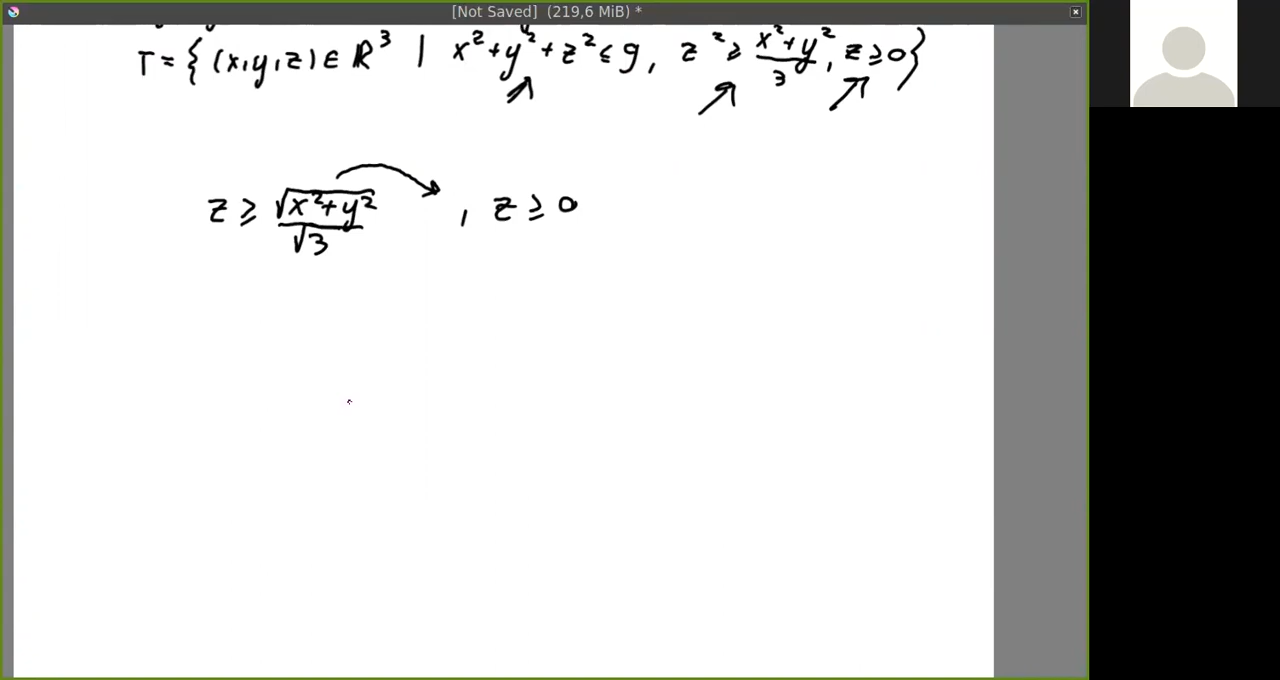 [Not Saved] (219,6 MiB) *
T = { (x,y,z) ∈ ℝ³ | x² + y² + z² ≤ 9, z² ≥ (x² + y²)/3, z ≥ 0 }
z ≥ √(x² + y²)/√3 , z ≥ 0